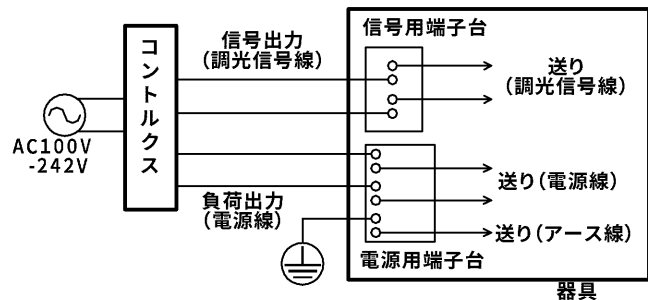 信号出力
(調光信号線)
信号用端子台
送り
(調光信号線)
コントルクス
AC100V
-242V
負荷出力
(電源線)
送り(電源線)
送り(アース線)
電源用端子台
器具